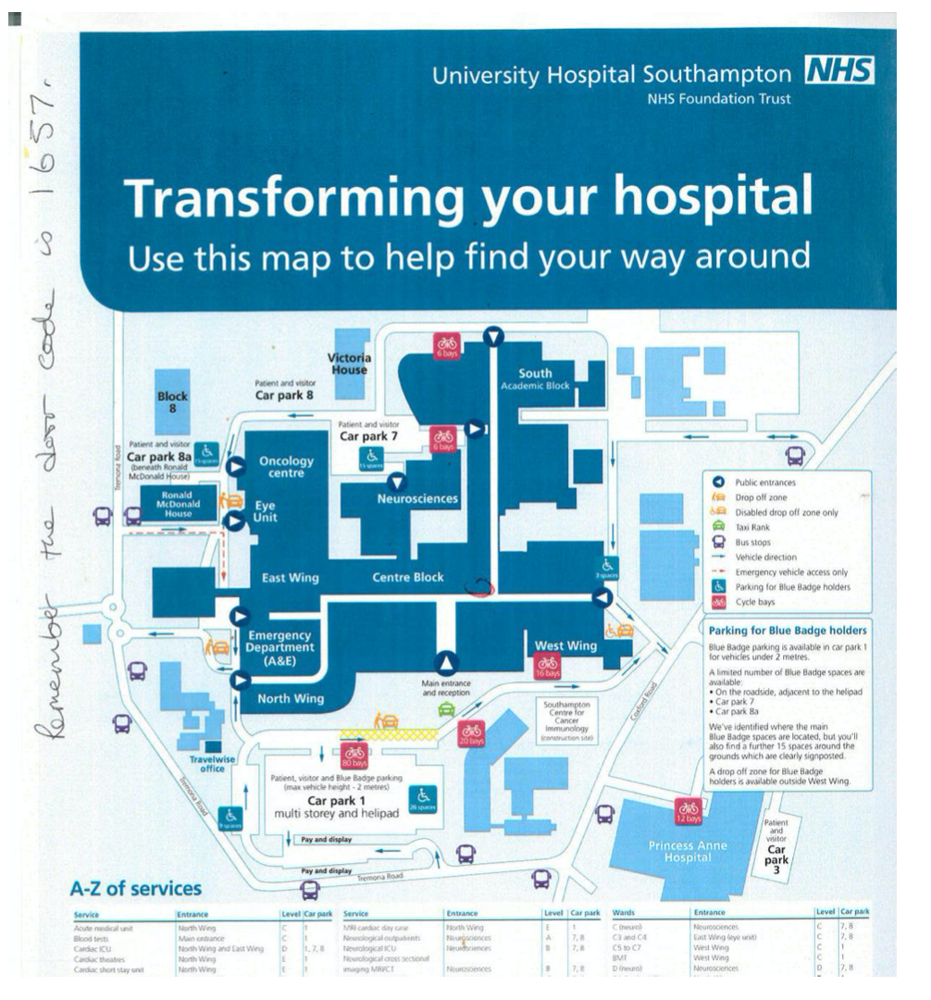 Remember the door code is 1657.
University Hospital Southampton NHS
NHS Foundation Trust
Transforming your hospital
Use this map to help find your way around
Victoria
House
6 bays
South
Academic Block
Block
8
Patient and visitor
Car park 8
Patient and visitor
Car park 7
6 bays
15 spaces
Patient and visitor
Car park 8a
(beneath Ronald
McDonald House)
Oncology
centre
Tremona Road
Ronald
McDonald
House
Eye
Unit
Neurosciences
East Wing
Centre Block
3 spaces
Emergency
Department
(A&E)
West Wing
16 bays
North Wing
Main entrance
and reception
Coxford Road
Southampton
Centre for
Cancer
Immunology
(construction site)
20 bays
80 bays
Travelwise
office
Patient, visitor and Blue Badge parking
(max vehicle height - 2 metres)
Car park 1
multi storey and helipad
26 spaces
Tremona Road
Pay and display
Pay and display
Tremona Road
12 bays
Princess Anne
Hospital
Patient
and
visitor
Car
park
3
Public entrances
Drop off zone
Disabled drop off zone only
Taxi Rank
Bus stops
Vehicle direction
Emergency vehicle access only
Parking for Blue Badge holders
Cycle bays
Parking for Blue Badge holders
Blue Badge parking is available in car park 1
for vehicles under 2 metres.
A limited number of Blue Badge spaces are
available:
• On the roadside, adjacent to the helipad
• Car park 7
• Car park 8a
We've identified where the main
Blue Badge spaces are located, but you'll
also find a further 15 spaces around the
grounds which are clearly signposted.
A drop off zone for Blue Badge
holders is available outside West Wing.
A-Z of services
Service Entrance Level Car park Service Entrance Level Car park Wards Entrance Level Car park
Acute medical unit North Wing C 1 MRI cardiac day case North Wing E 1 C (neuro) Neurosciences C 7, 8
Blood tests Main entrance C 1 Neurological outpatients Neurosciences A 7, 8 C3 and C4 East Wing (eye unit) C 7, 8
Cardiac ICU North Wing and East Wing D 1, 7, 8 Neurological ICU Neurosciences B 7, 8 C5 to C7 West Wing C 1
Cardiac theatres North Wing E 1 Neurological cross sectional BMT West Wing C 1
Cardiac short stay unit North Wing E 1 imaging MRI/CT Neurosciences B 7, 8 D (neuro) Neurosciences D 7, 8